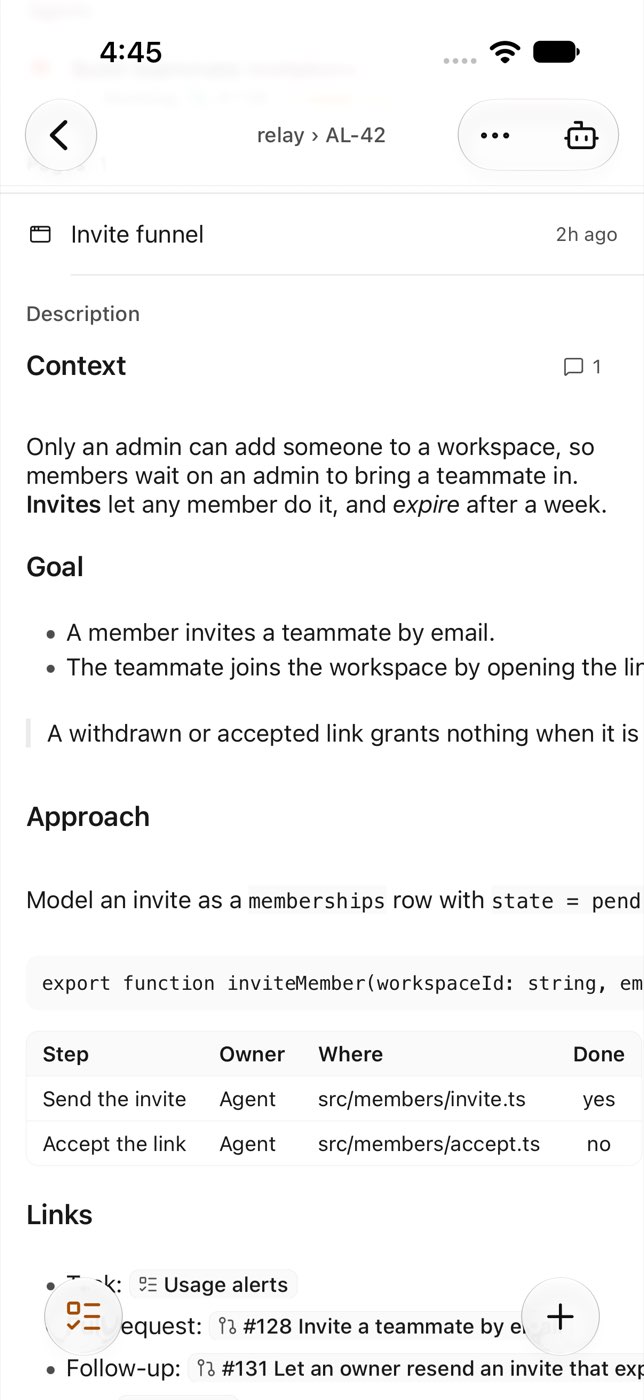 4:45
relay › AL-42
Invite funnel
2h ago
Description
Context
1
Only an admin can add someone to a workspace, so
members wait on an admin to bring a teammate in.
Invites let any member do it, and expire after a week.
Goal
A member invites a teammate by email.
The teammate joins the workspace by opening the
A withdrawn or accepted link grants nothing when it is
Approach
Model an invite as a memberships row with state = pend
export function inviteMember(workspaceId: string, em
Step Owner Where Done
Send the invite Agent src/members/invite.ts yes
Accept the link Agent src/members/accept.ts no
Links
Usage alerts
equest: #128 Invite a teammate by
Follow-up: #131 Let an owner resend an invite that exp